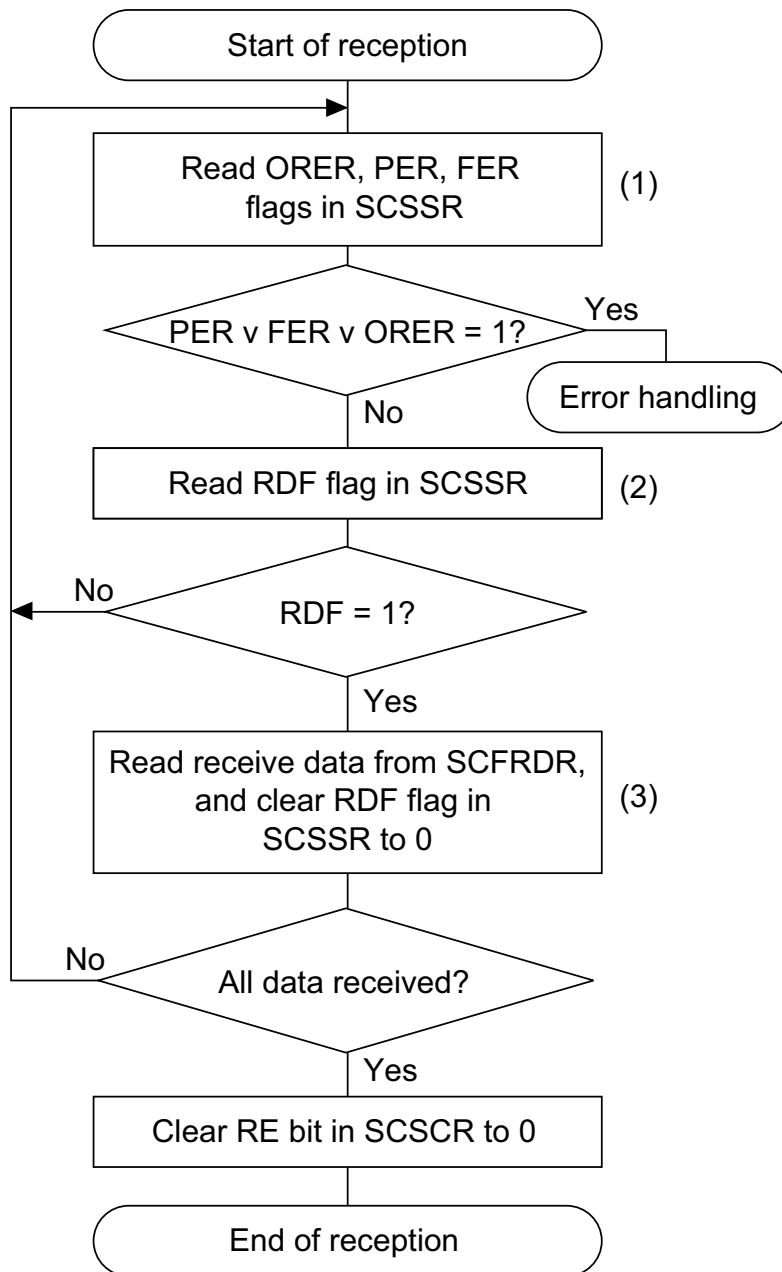 Start of reception
Read ORER, PER, FER
flags in SCSSR
(1)
PER v FER v ORER = 1?
Yes
Error handling
No
Read RDF flag in SCSSR
(2)
No
RDF = 1?
Yes
Read receive data from SCFRDR,
and clear RDF flag in
SCSSR to 0
(3)
No
All data received?
Yes
Clear RE bit in SCSCR to 0
End of reception